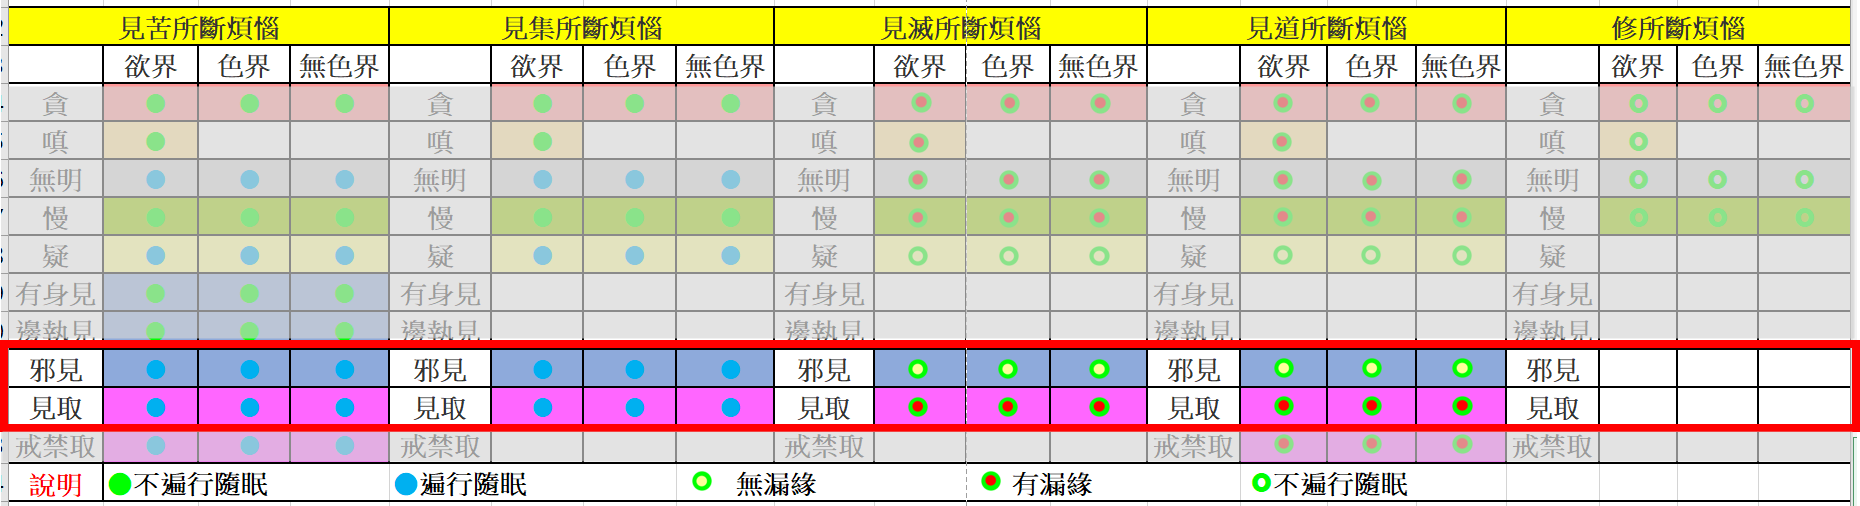 見苦所斷煩惱 見集所斷煩惱 見滅所斷煩惱 見道所斷煩惱 修所斷煩惱
欲界 色界 無色界 欲界 色界 無色界 欲界 色界 無色界 欲界 色界 無色界 欲界 色界 無色界
貪 貪 貪 貪 貪
嗔 嗔 嗔 嗔 嗔
無明 無明 無明 無明 無明
慢 慢 慢 慢 慢
疑 疑 疑 疑 疑
有身見 有身見 有身見 有身見 有身見
邊執見 邊執見 邊執見 邊執見 邊執見
邪見 邪見 邪見 邪見 邪見
見取 見取 見取 見取 見取
戒禁取 戒禁取 戒禁取 戒禁取 戒禁取
說明 不遍行隨眠 遍行隨眠 無漏緣 有漏緣 不遍行隨眠